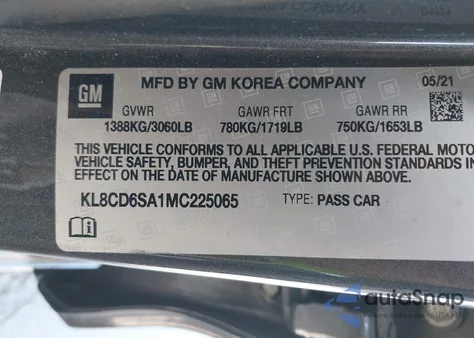 GM
MFD BY GM KOREA COMPANY
05/21
GVWR GAWR FRT GAWR RR
1388KG/3060LB 780KG/1719LB 750KG/1653LB
THIS VEHICLE CONFORMS TO ALL APPLICABLE U.S. FEDERAL MOTO
VEHICLE SAFETY, BUMPER, AND THEFT PREVENTION STANDARDS
EFFECT ON THE DATE OF MANUFACTURE SHOWN ABOVE.
KL8CD6SA1MC225065 TYPE: PASS CAR
autoSnap